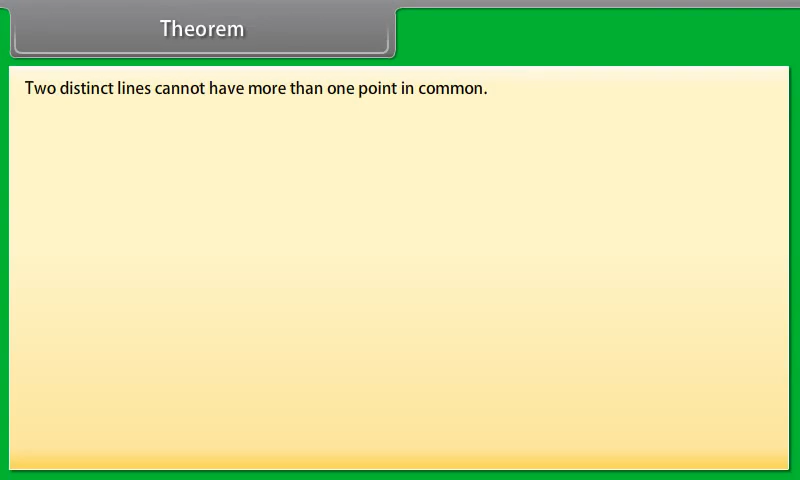 Theorem
Two distinct lines cannot have more than one point in common.